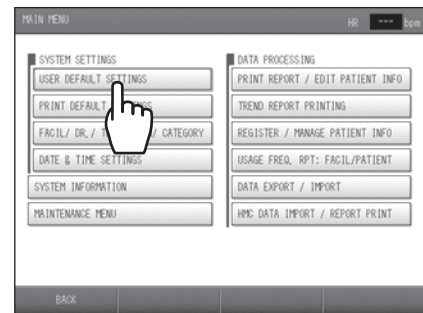 MAIN MENU
HR --- bpm
SYSTEM SETTINGS
USER DEFAULT SETTINGS
PRINT DEFAULT
FACIL/ DR./ / CATEGORY
DATE & TIME SETTINGS
SYSTEM INFORMATION
MAINTENANCE MENU
DATA PROCESSING
PRINT REPORT / EDIT PATIENT INFO
TREND REPORT PRINTING
REGISTER / MANAGE PATIENT INFO
USAGE FREQ. RPT: FACIL/PATIENT
DATA EXPORT / IMPORT
HMC DATA IMPORT / REPORT PRINT
BACK